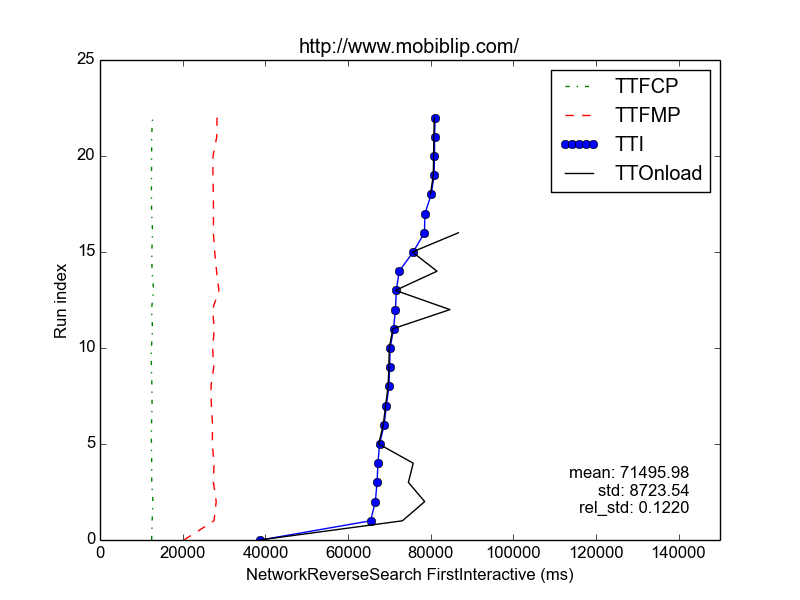 http://www.mobiblip.com/
25
20
15
10
5
0
Run index
TTFCP
TTFMP
TTI
TTOnload
mean: 71495.98
std: 8723.54
rel_std: 0.1220
0 20000 40000 60000 80000 100000 120000 140000
NetworkReverseSearch FirstInteractive (ms)